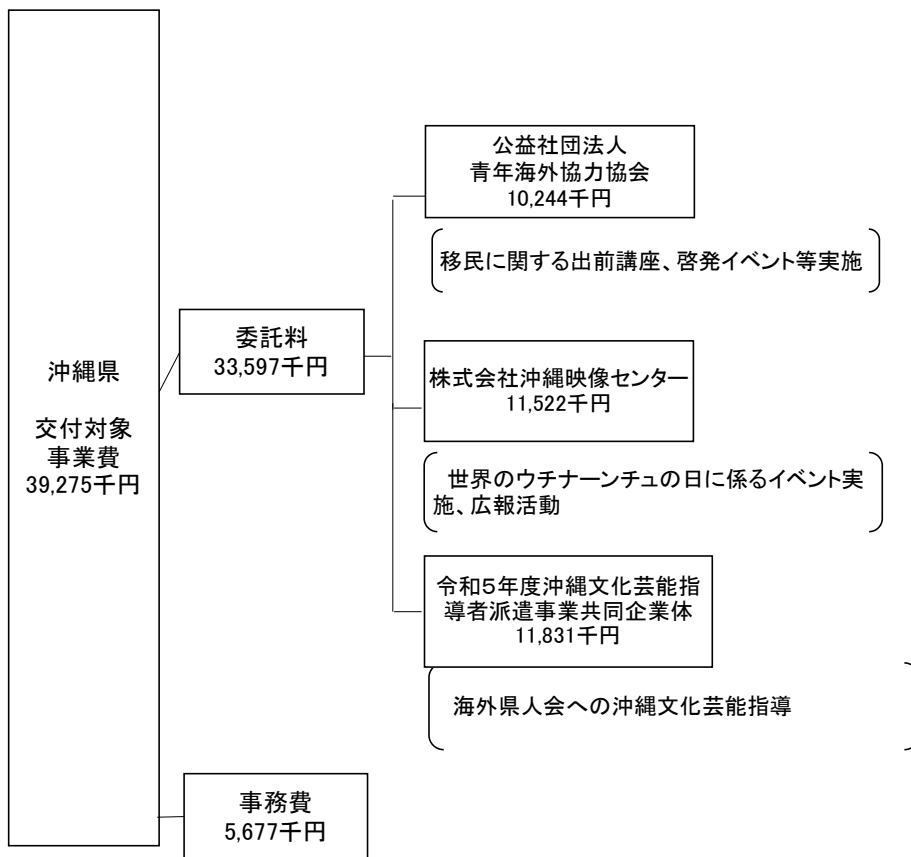 沖縄県
交付対象
事業費
39,275千円
委託料
33,597千円
公益社団法人
青年海外協力協会
10,244千円
移民に関する出前講座、啓発イベント等実施
株式会社沖縄映像センター
11,522千円
世界のウチナーンチュの日に係るイベント実
施、広報活動
令和5年度沖縄文化芸能指
導者派遣事業共同企業体
11,831千円
海外県人会への沖縄文化芸能指導
事務費
5,677千円